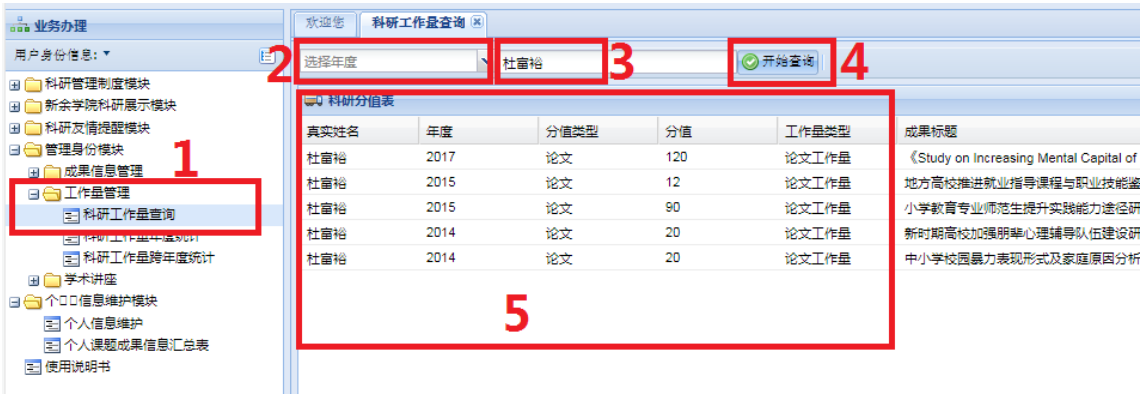 业务办理
用户身份信息:
科研管理制度模块
新余学院科研展示模块
科研友情提醒模块
管理身份模块
1
成果信息管理
工作量管理
科研工作量查询
科研工作量年度统计
科研工作量跨年度统计
学术讲座
个□□信息维护模块
个人信息维护
个人课题成果信息汇总表
使用说明书
欢迎您 科研工作量查询
2 选择年度 杜富裕 3 开始查询 4
科研分值表
真实姓名 年度 分值类型 分值 工作量类型 成果标题
杜富裕 2017 论文 120 论文工作量 《Study on Increasing Mental Capital of
杜富裕 2015 论文 12 论文工作量 地方高校推进就业指导课程与职业技能鉴
杜富裕 2015 论文 90 论文工作量 小学教育专业师范生提升实践能力途径研
杜富裕 2014 论文 20 论文工作量 新时期高校加强朋辈心理辅导队伍建设研
杜富裕 2014 论文 20 论文工作量 中小学校园暴力表现形式及家庭原因分析
5